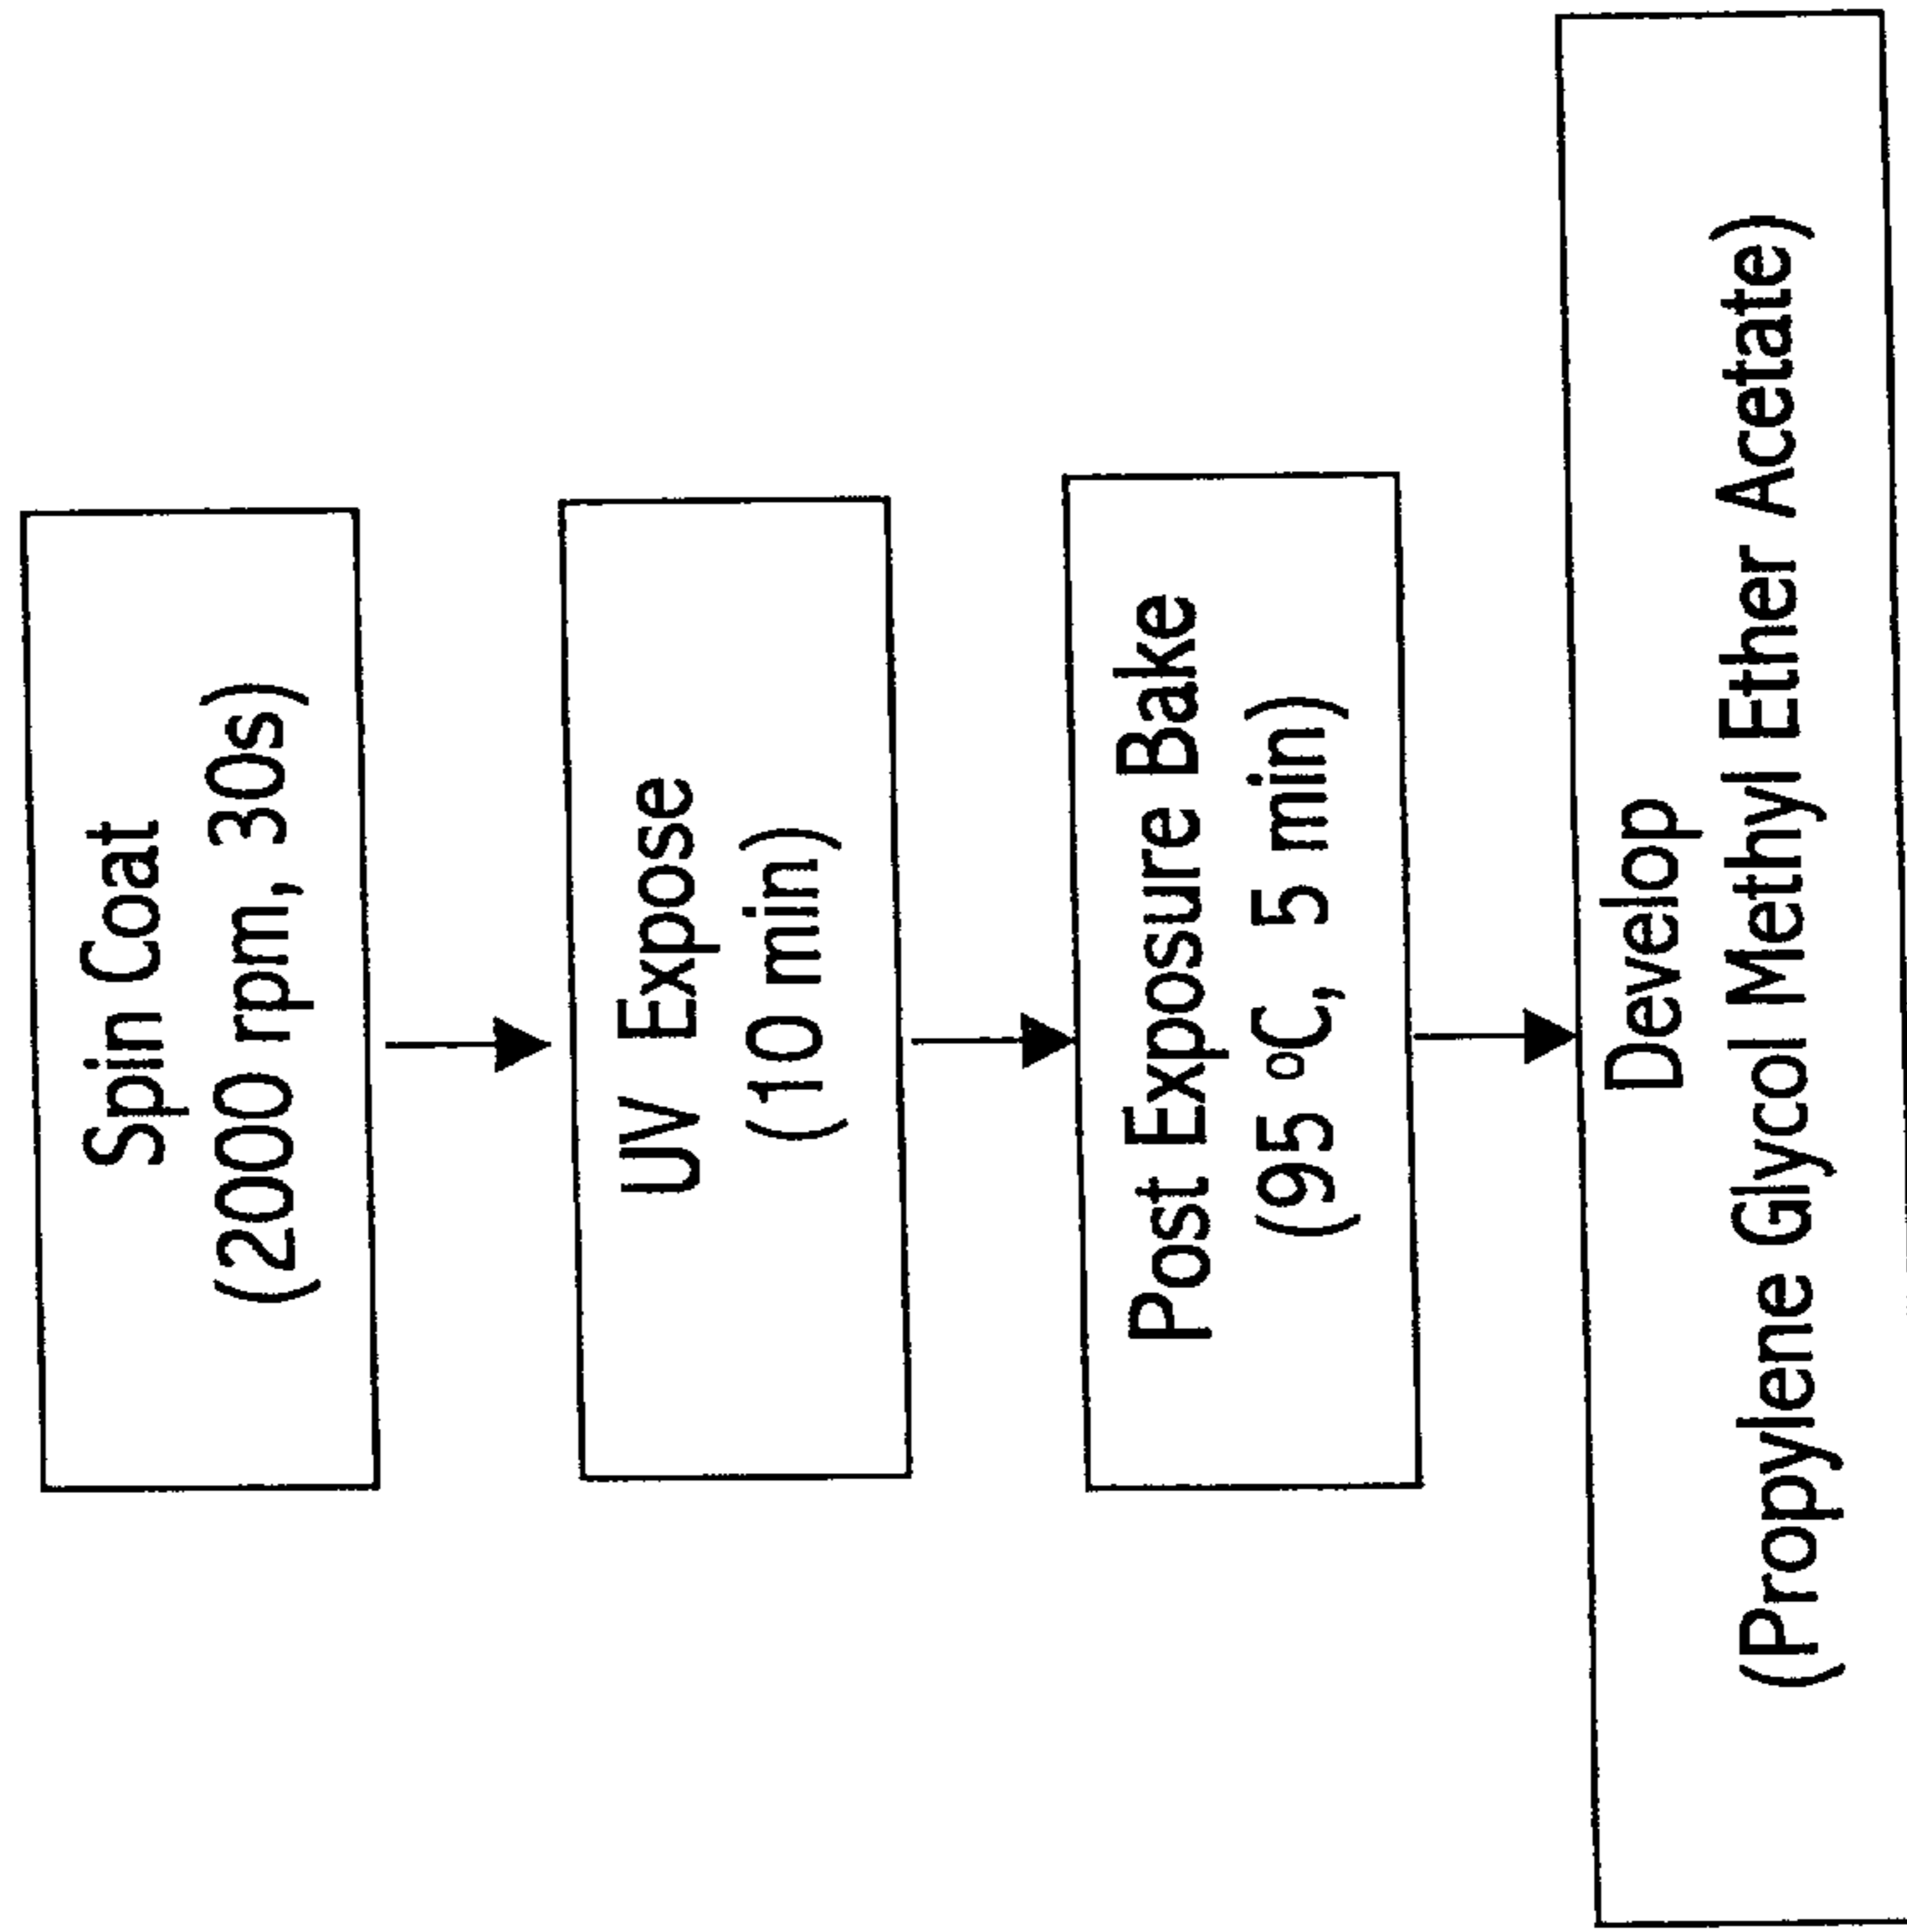 Spin Coat
(2000 rpm, 30s)
UV Expose
(10 min)
Post Exposure Bake
(95 °C, 5 min)
Develop
(Propylene Glycol Methyl Ether Acetate)